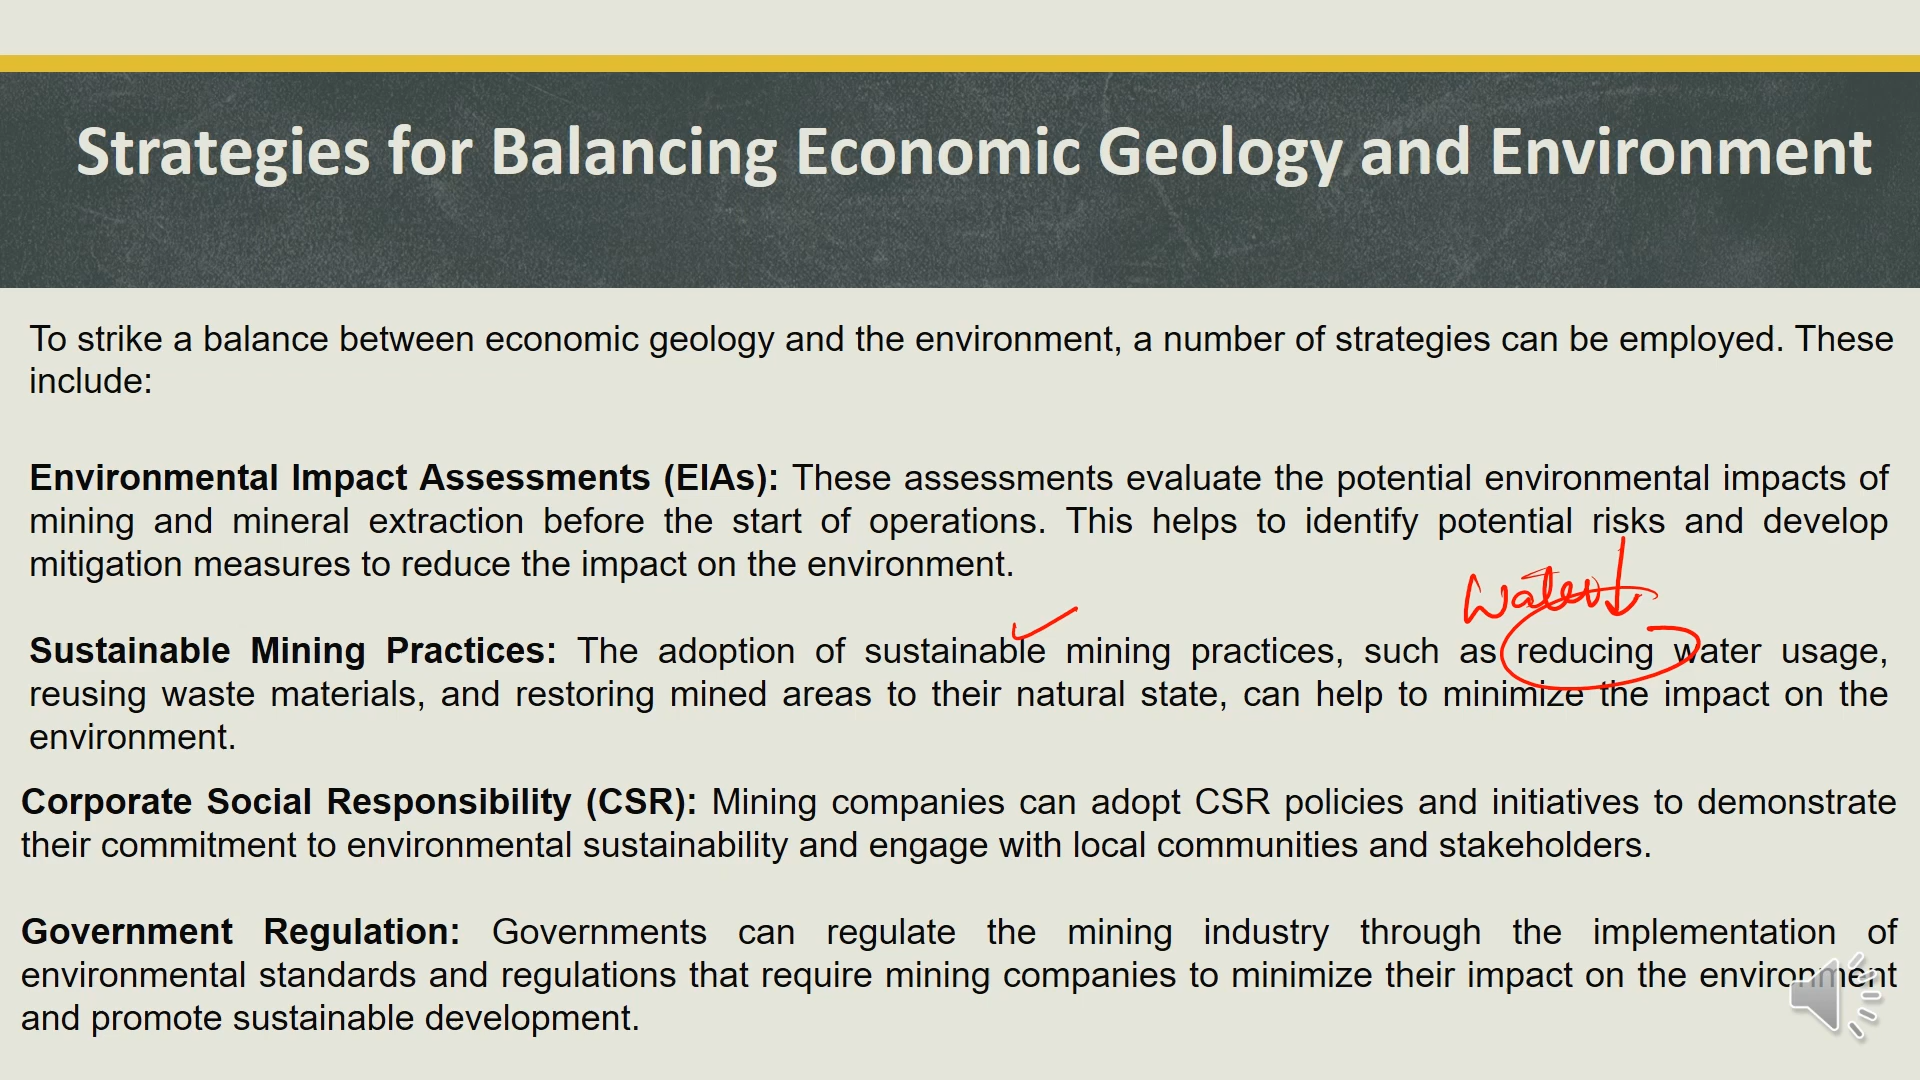 Strategies for Balancing Economic Geology and Environment
To strike a balance between economic geology and the environment, a number of strategies can be employed. These
include:
Environmental Impact Assessments (EIAs): These assessments evaluate the potential environmental impacts of
mining and mineral extraction before the start of operations. This helps to identify potential risks and develop
mitigation measures to reduce the impact on the environment.
Water
Sustainable Mining Practices: The adoption of sustainable mining practices, such as reducing water usage,
reusing waste materials, and restoring mined areas to their natural state, can help to minimize the impact on the
environment.
Corporate Social Responsibility (CSR): Mining companies can adopt CSR policies and initiatives to demonstrate
their commitment to environmental sustainability and engage with local communities and stakeholders.
Government Regulation: Governments can regulate the mining industry through the implementation of
environmental standards and regulations that require mining companies to minimize their impact on the environment
and promote sustainable development.